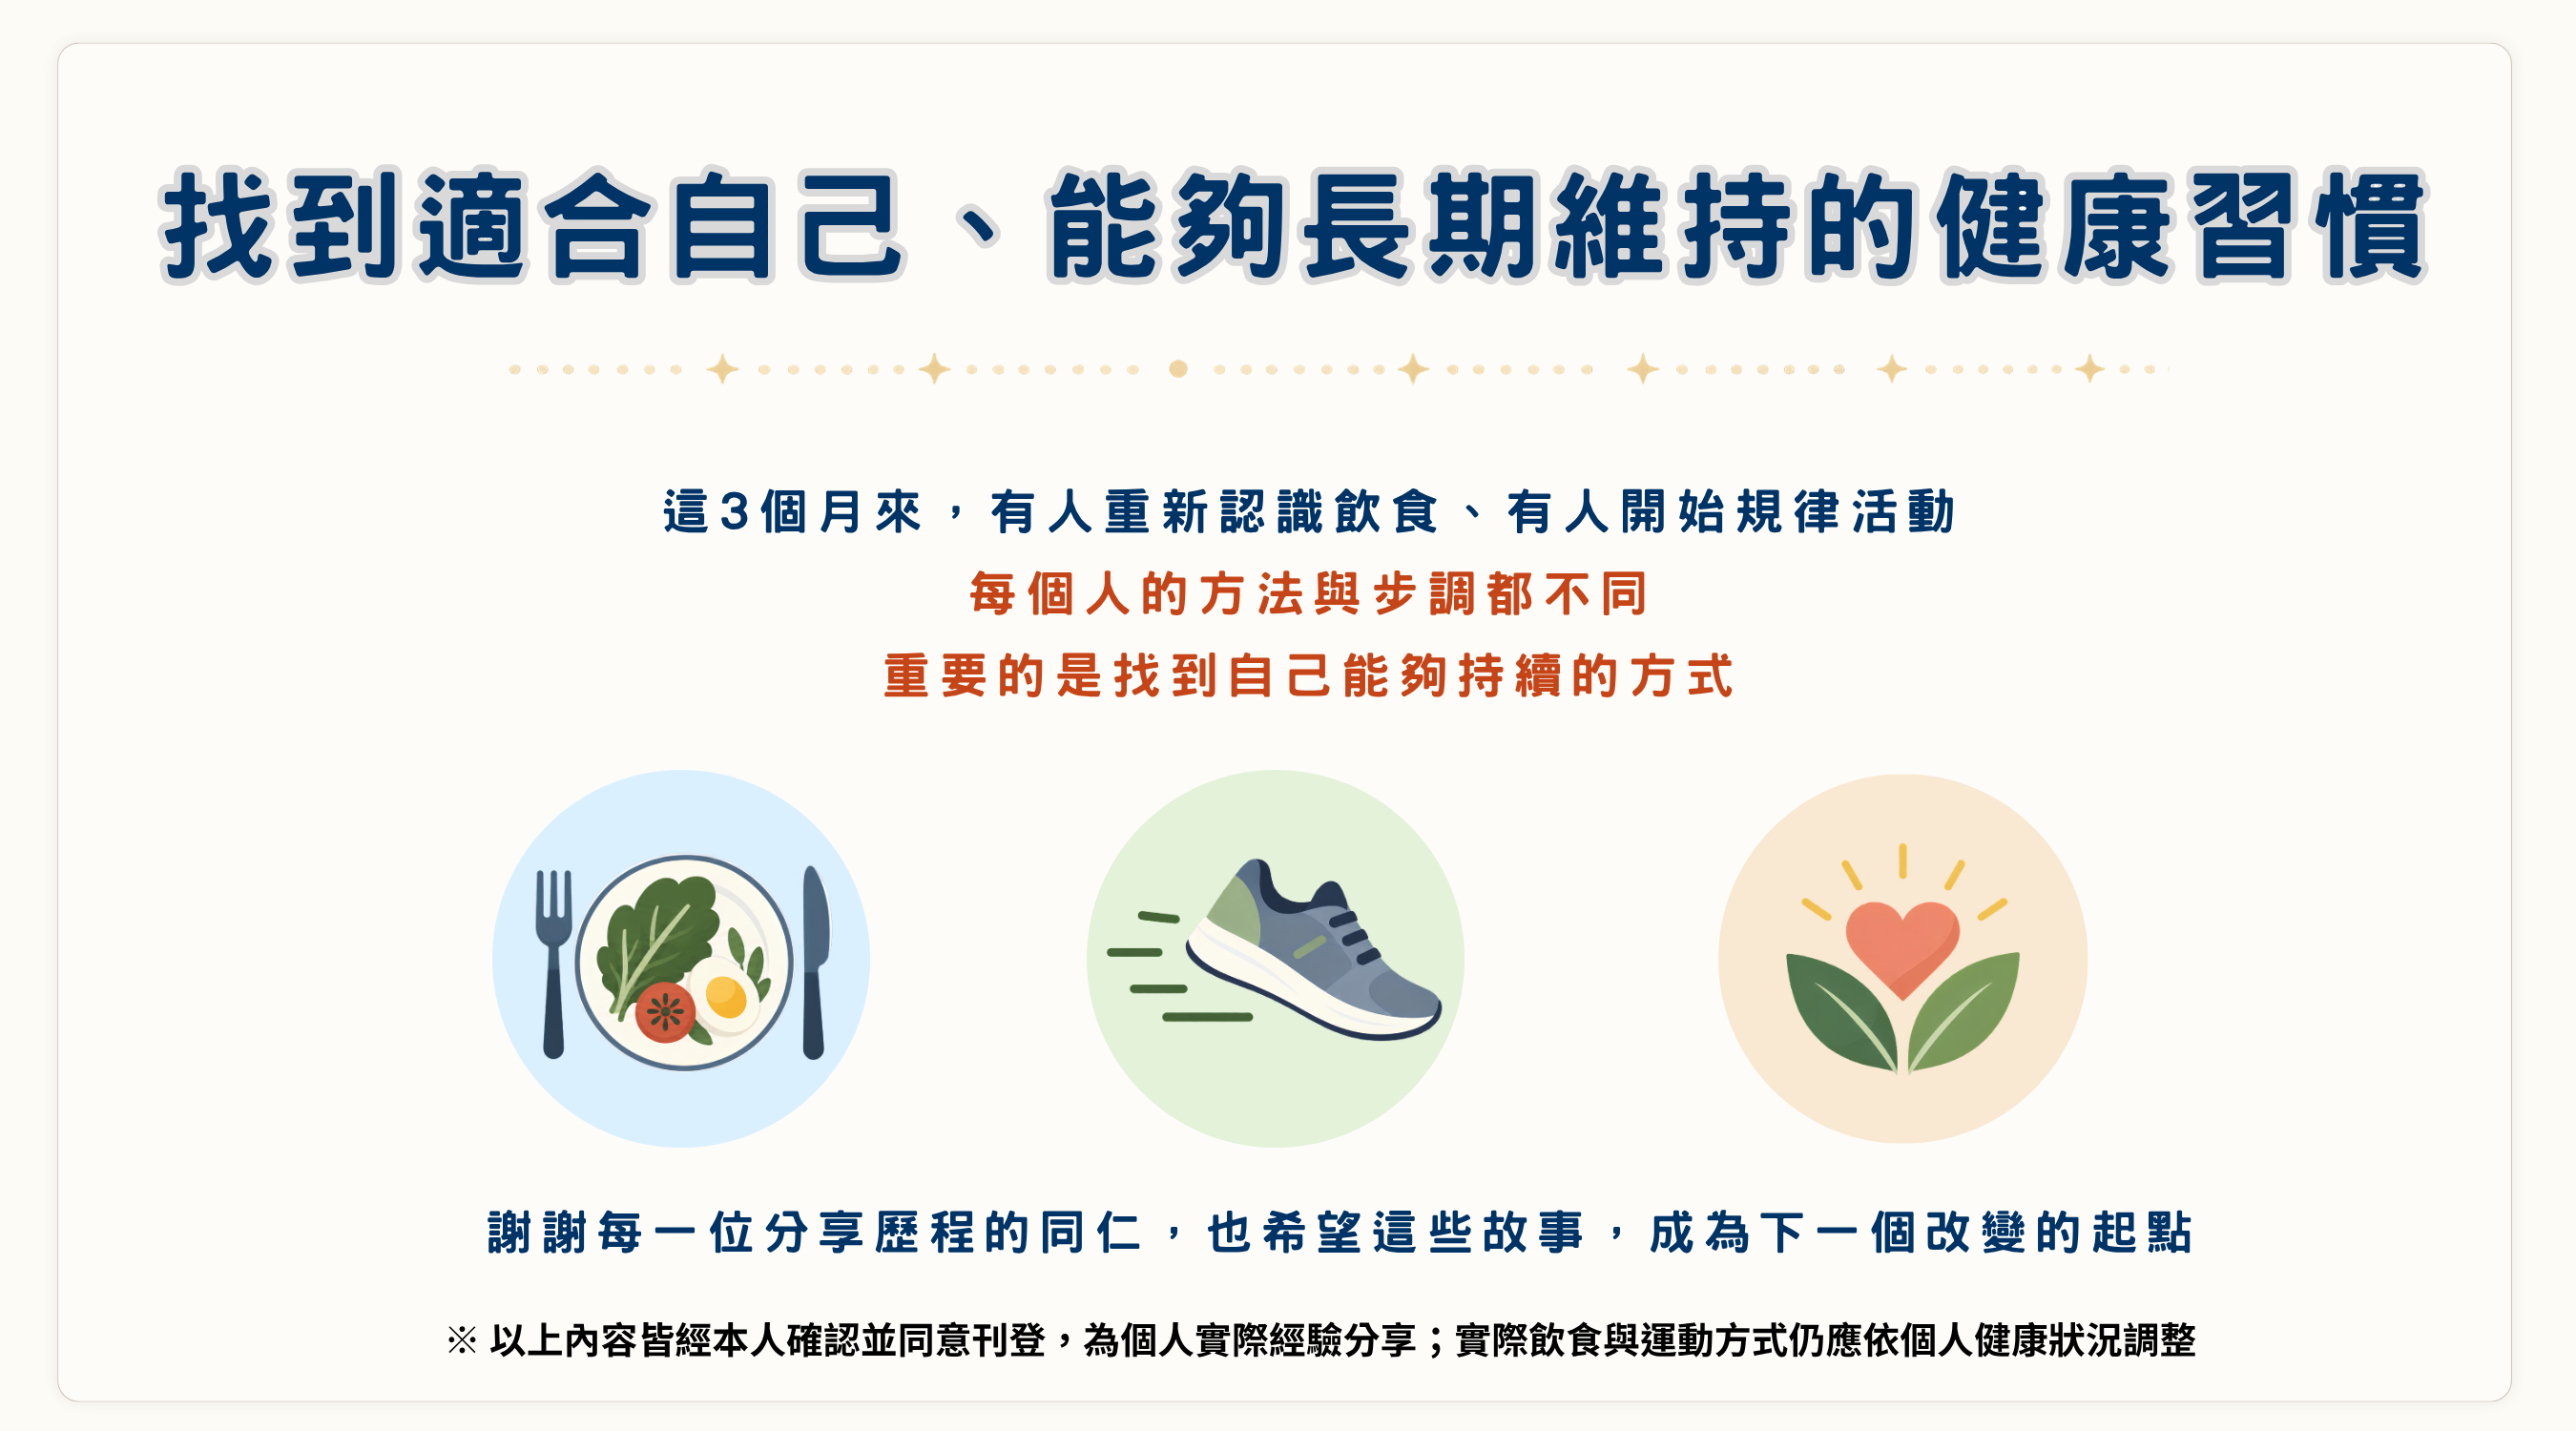 找到適合自己、能夠長期維持的健康習慣
這3個月來，有人重新認識飲食、有人開始規律活動
每個人的方法與步調都不同
重要的是找到自己能夠持續的方式
謝謝每一位分享歷程的同仁，也希望這些故事，成為下一個改變的起點
※ 以上內容皆經本人確認並同意刊登，為個人實際經驗分享；實際飲食與運動方式仍應依個人健康狀況調整